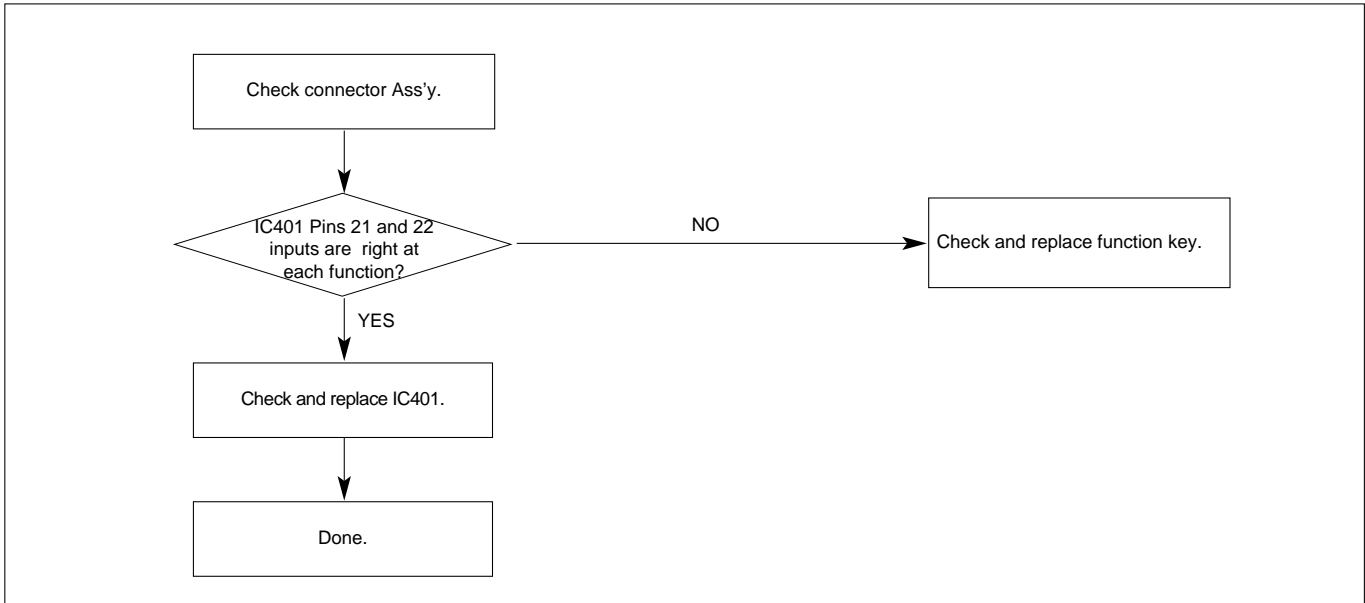 Check connector Ass’y.
IC401 Pins 21 and 22
inputs are right at
each function?
NO
Check and replace function key.
YES
Check and replace IC401.
Done.